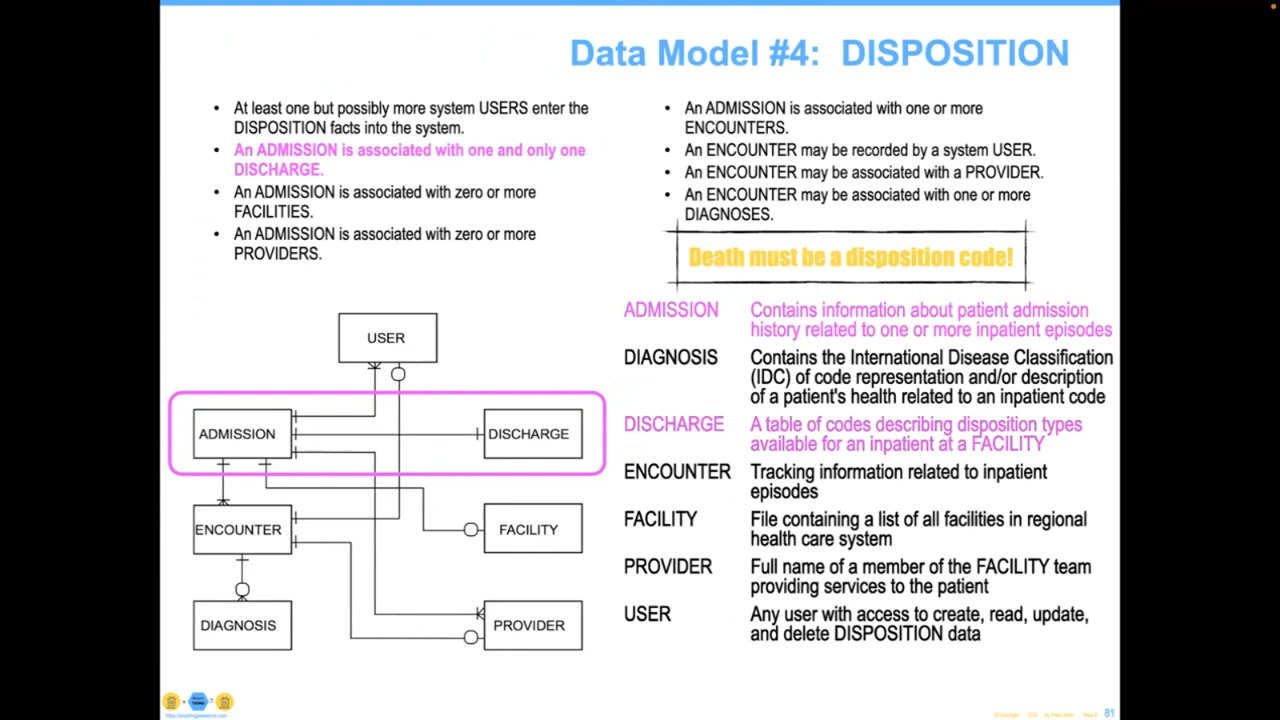 Data Model #4: DISPOSITION
• At least one but possibly more system USERS enter the
DISPOSITION facts into the system.
• An ADMISSION is associated with one and only one
DISCHARGE.
• An ADMISSION is associated with zero or more
FACILITIES.
• An ADMISSION is associated with zero or more
PROVIDERS.
• An ADMISSION is associated with one or more
ENCOUNTERS.
• An ENCOUNTER may be recorded by a system USER.
• An ENCOUNTER may be associated with a PROVIDER.
• An ENCOUNTER may be associated with one or more
DIAGNOSES.
Death must be a disposition code!
USER
ADMISSION
DISCHARGE
ENCOUNTER
FACILITY
DIAGNOSIS
PROVIDER
ADMISSION Contains information about patient admission
history related to one or more inpatient episodes
DIAGNOSIS Contains the International Disease Classification
(IDC) of code representation and/or description
of a patient's health related to an inpatient code
DISCHARGE A table of codes describing disposition types
available for an inpatient at a FACILITY
ENCOUNTER Tracking information related to inpatient
episodes
FACILITY File containing a list of all facilities in regional
health care system
PROVIDER Full name of a member of the FACILITY team
providing services to the patient
USER Any user with access to create, read, update,
and delete DISPOSITION data
https://anythingawesome.com
81